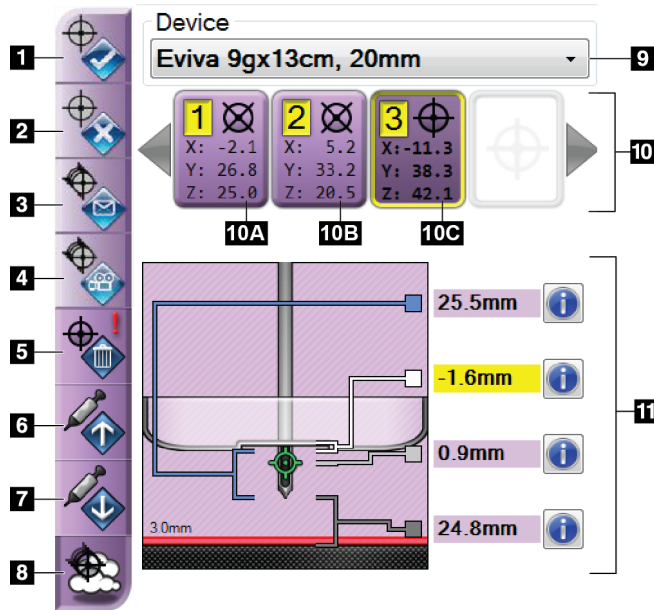 Device
1
Eviva 9gx13cm, 20mm
9
2
1
X: -2.1
Y: 26.8
Z: 25.0
2
X: 5.2
Y: 33.2
Z: 20.5
3
X:-11.3
Y: 38.3
Z: 42.1
10
3
10A
10B
10C
4
25.5mm
5
!
-1.6mm
11
6
0.9mm
7
3.0mm
24.8mm
8